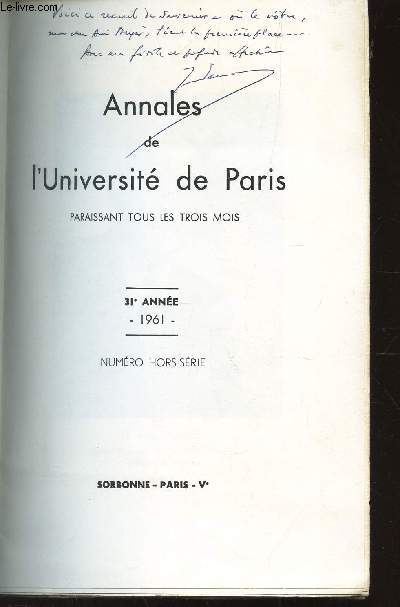 Le-livre.com
Voici ce recueil de souvenirs – où le vôtre,
mon cher ami Meyer, tient la première place –
Avec ma fidèle et profonde affection
Annales
de
l'Université de Paris
PARAISSANT TOUS LES TROIS MOIS
31e ANNÉE
- 1961 -
NUMÉRO HORS-SÉRIE
SORBONNE - PARIS - Ve